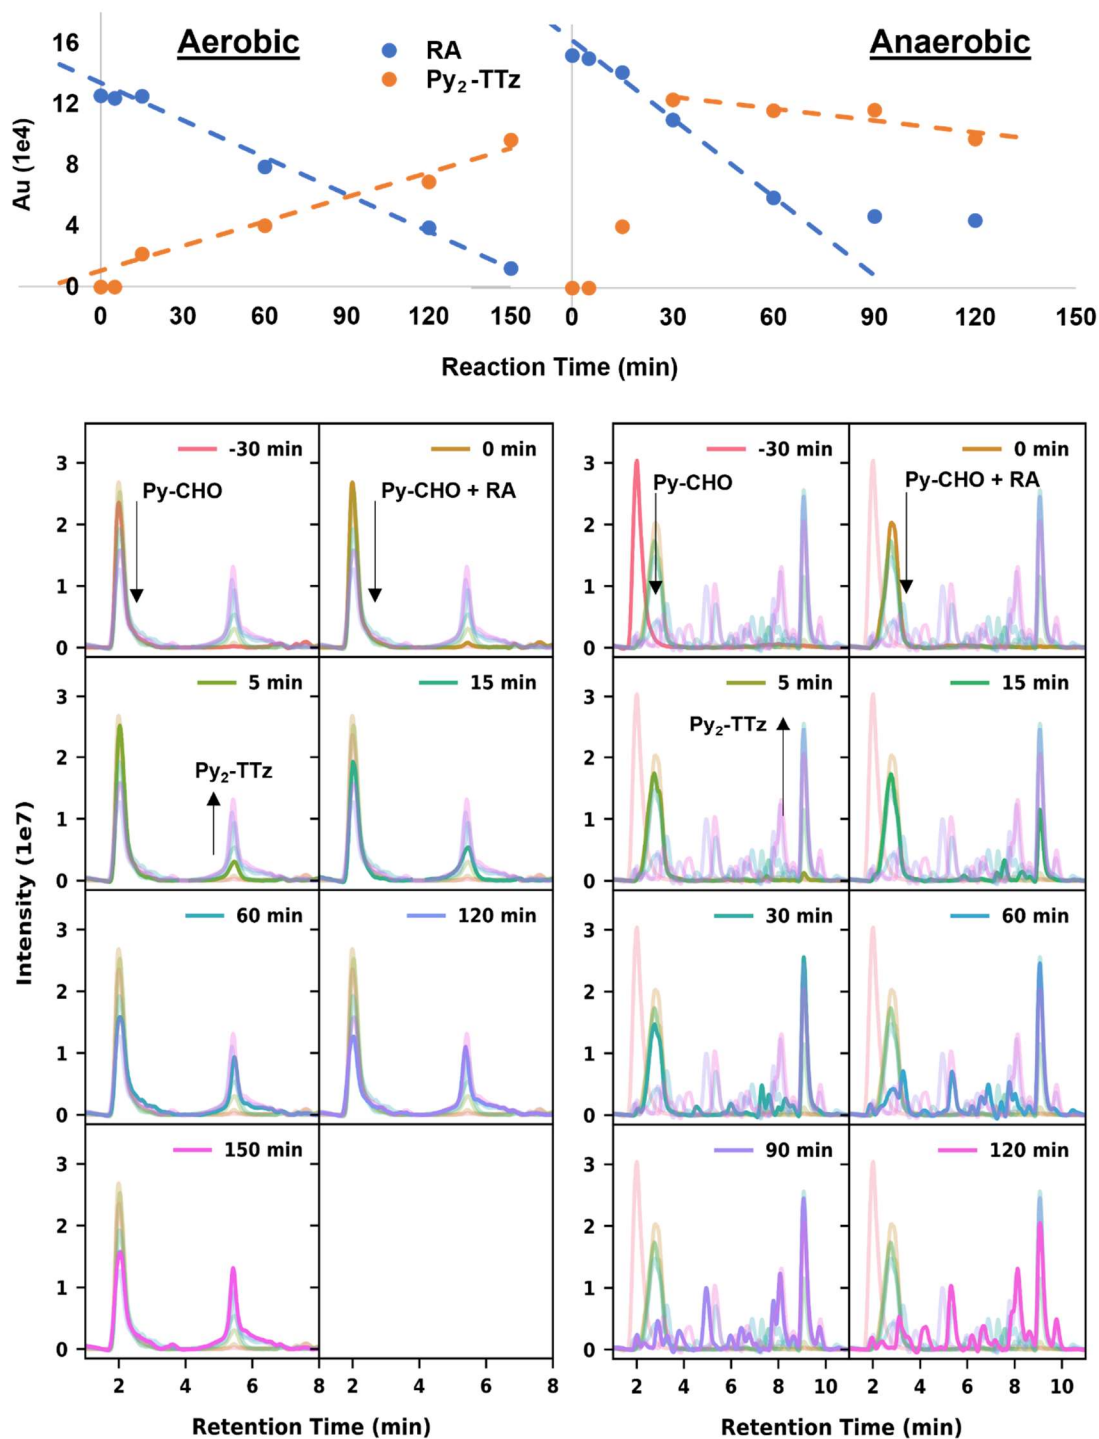 Aerobic
RA
Py₂-TTz
Anaerobic
Au (1e4)
16
12
8
4
0
0 30 60 90 120 150
0 30 60 90 120 150
Reaction Time (min)
Intensity (1e7)
-30 min
Py-CHO
3
2
1
0
0 min
Py-CHO + RA
-30 min
Py-CHO
3
2
1
0
0 min
Py-CHO + RA
5 min
Py₂-TTz
3
2
1
0
15 min
5 min
Py₂-TTz
3
2
1
0
15 min
60 min
3
2
1
0
120 min
30 min
3
2
1
0
60 min
150 min
3
2
1
0
90 min
3
2
1
0
120 min
2 4 6 8
2 4 6 8
2 4 6 8 10
2 4 6 8 10
Retention Time (min)
Retention Time (min)